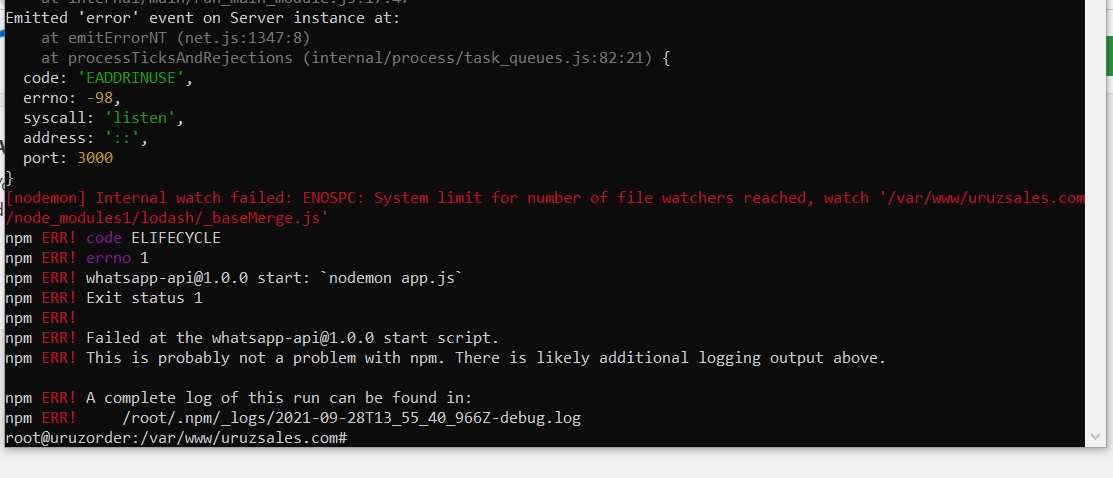 at internal/main/run_main_module.js:17:47
Emitted 'error' event on Server instance at:
    at emitErrorNT (net.js:1347:8)
    at processTicksAndRejections (internal/process/task_queues.js:82:21) {
  code: 'EADDRINUSE',
  errno: -98,
  syscall: 'listen',
  address: '::',
  port: 3000
}
[nodemon] Internal watch failed: ENOSPC: System limit for number of file watchers reached, watch '/var/www/uruzsales.com
/node_modules1/lodash/_baseMerge.js'
npm ERR! code ELIFECYCLE
npm ERR! errno 1
npm ERR! whatsapp-api@1.0.0 start: `nodemon app.js`
npm ERR! Exit status 1
npm ERR!
npm ERR! Failed at the whatsapp-api@1.0.0 start script.
npm ERR! This is probably not a problem with npm. There is likely additional logging output above.

npm ERR! A complete log of this run can be found in:
npm ERR!     /root/.npm/_logs/2021-09-28T13_55_40_966Z-debug.log
root@uruzorder:/var/www/uruzsales.com#